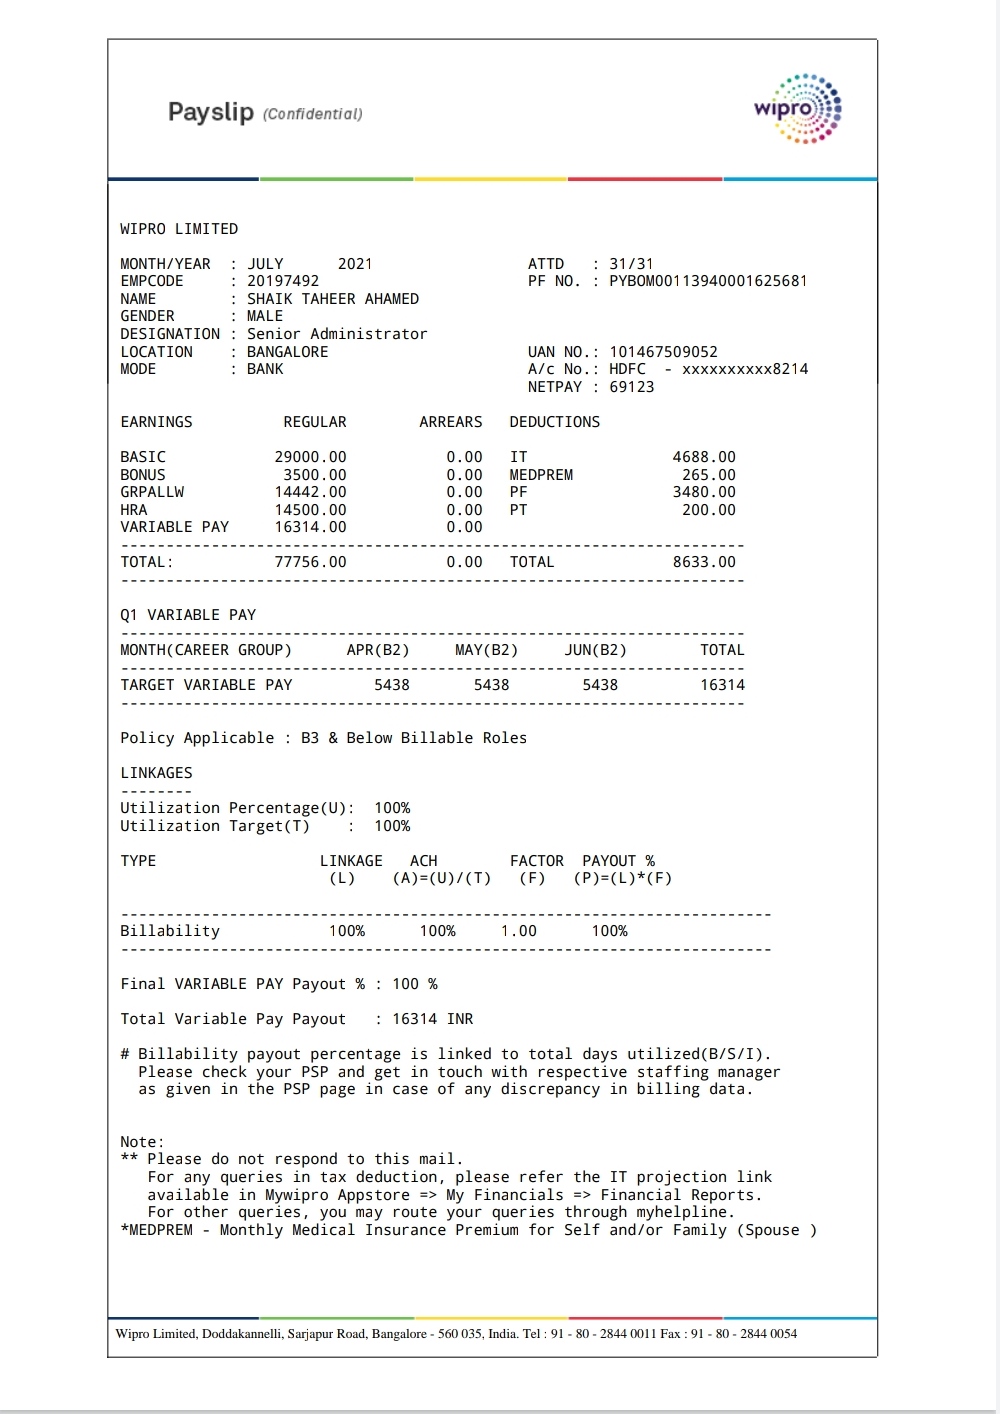 Payslip (Confidential)
wipro
WIPRO LIMITED
MONTH/YEAR : JULY 2021 ATTD : 31/31
EMPCODE : 20197492 PF NO. : PYBOM00113940001625681
NAME : SHAIK TAHEER AHAMED
GENDER : MALE
DESIGNATION : Senior Administrator
LOCATION : BANGALORE UAN NO.: 101467509052
MODE : BANK A/c No.: HDFC - xxxxxxxxxx8214
NETPAY : 69123
EARNINGS REGULAR ARREARS DEDUCTIONS
BASIC 29000.00 0.00 IT 4688.00
BONUS 3500.00 0.00 MEDPREM 265.00
GRPALLW 14442.00 0.00 PF 3480.00
HRA 14500.00 0.00 PT 200.00
VARIABLE PAY 16314.00 0.00
TOTAL: 77756.00 0.00 TOTAL 8633.00
Q1 VARIABLE PAY
MONTH(CAREER GROUP) APR(B2) MAY(B2) JUN(B2) TOTAL
TARGET VARIABLE PAY 5438 5438 5438 16314
Policy Applicable : B3 & Below Billable Roles
LINKAGES
Utilization Percentage(U): 100%
Utilization Target(T) : 100%
TYPE LINKAGE ACH FACTOR PAYOUT %
(L) (A)=(U)/(T) (F) (P)=(L)*(F)
Billability 100% 100% 1.00 100%
Final VARIABLE PAY Payout % : 100 %
Total Variable Pay Payout : 16314 INR
# Billability payout percentage is linked to total days utilized(B/S/I).
Please check your PSP and get in touch with respective staffing manager
as given in the PSP page in case of any discrepancy in billing data.
Note:
** Please do not respond to this mail.
For any queries in tax deduction, please refer the IT projection link
available in Mywipro Appstore => My Financials => Financial Reports.
For other queries, you may route your queries through myhelpline.
*MEDPREM - Monthly Medical Insurance Premium for Self and/or Family (Spouse )
Wipro Limited, Doddakannelli, Sarjapur Road, Bangalore - 560 035, India. Tel : 91 - 80 - 2844 0011 Fax : 91 - 80 - 2844 0054